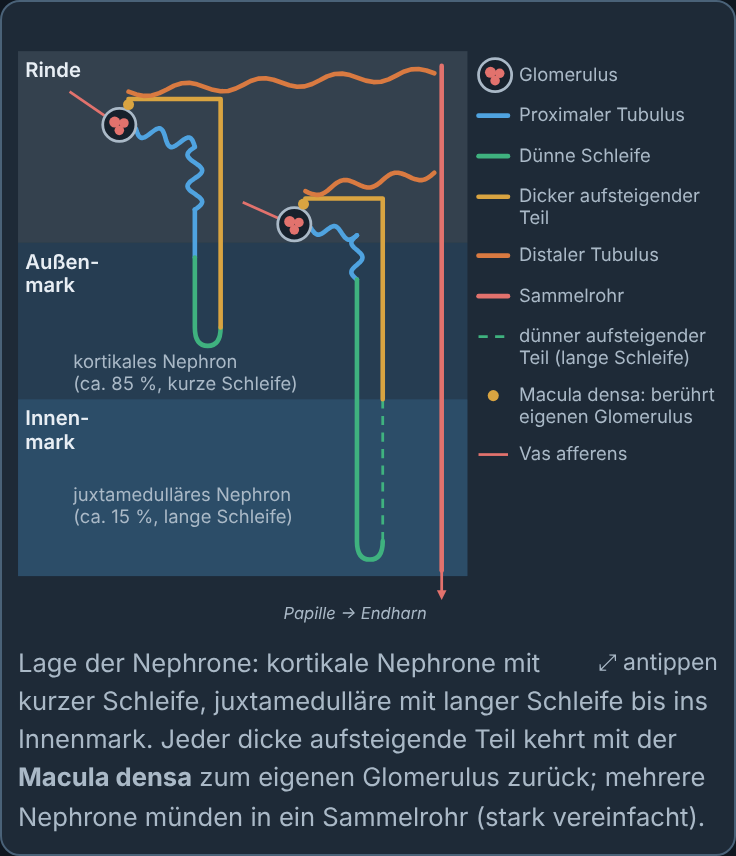 Rinde
Außen-
mark
kortikales Nephron
(ca. 85 %, kurze Schleife)
Innen-
mark
juxtamedulläres Nephron
(ca. 15 %, lange Schleife)
Papille → Endharn
Glomerulus
Proximaler Tubulus
Dünne Schleife
Dicker aufsteigender
Teil
Distaler Tubulus
Sammelrohr
dünner aufsteigender
Teil (lange Schleife)
Macula densa: berührt
eigenen Glomerulus
Vas afferens
Lage der Nephrone: kortikale Nephrone mit
⤢ antippen
kurzer Schleife, juxtamedulläre mit langer Schleife bis ins
Innenmark. Jeder dicke aufsteigende Teil kehrt mit der
Macula densa zum eigenen Glomerulus zurück; mehrere
Nephrone münden in ein Sammelrohr (stark vereinfacht).